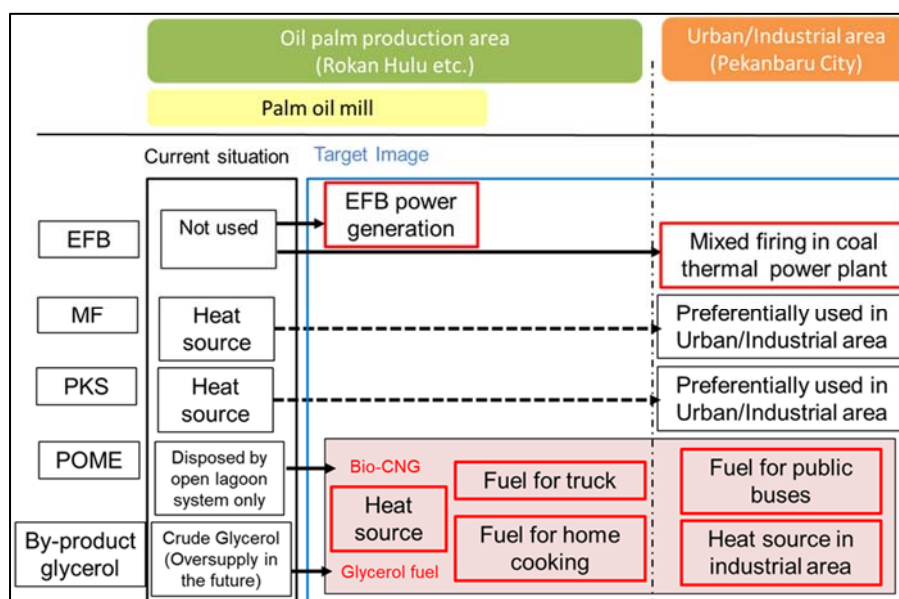 Oil palm production area
(Rokan Hulu etc.)
Urban/Industrial area
(Pekanbaru City)
Palm oil mill
Current situation
Target Image
EFB
Not used
EFB power
generation
Mixed firing in coal
thermal power plant
MF
Heat
source
Preferentially used in
Urban/Industrial area
PKS
Heat
source
Preferentially used in
Urban/Industrial area
POME
Disposed by
open lagoon
system only
Bio-CNG
Fuel for truck
Fuel for public
buses
Heat
source
By-product
glycerol
Crude Glycerol
(Oversupply in
the future)
Glycerol fuel
Fuel for home
cooking
Heat source in
industrial area